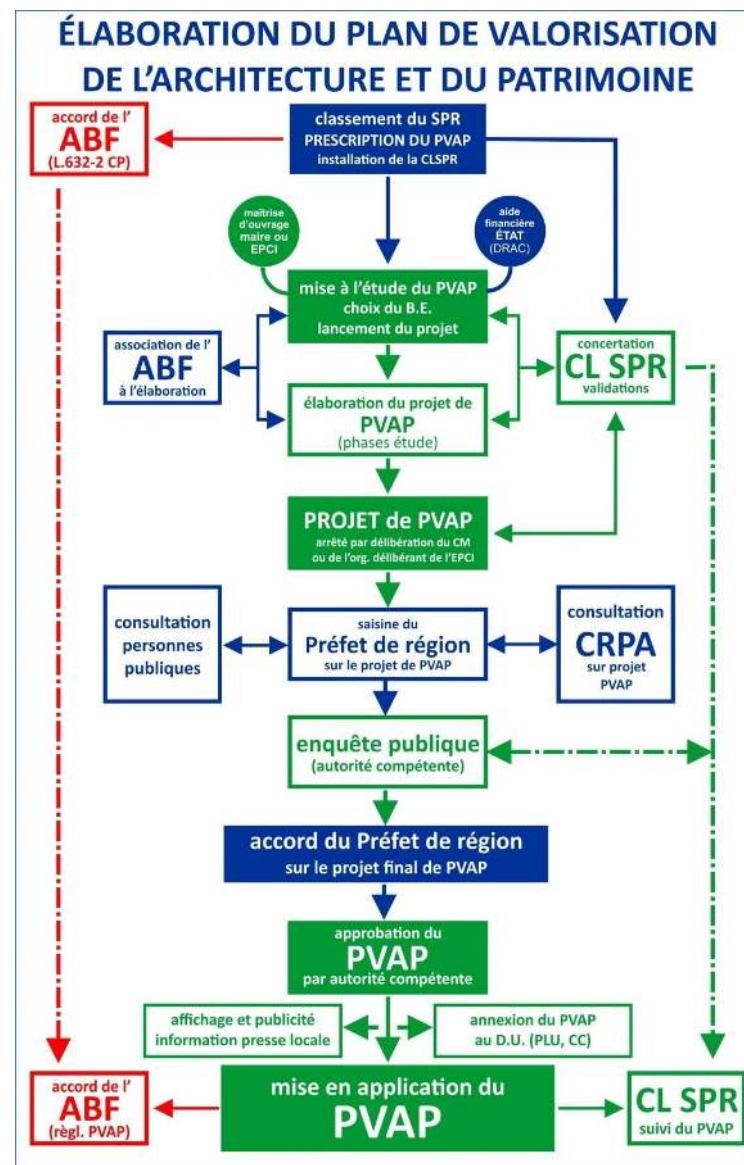 ÉLABORATION DU PLAN DE VALORISATION
DE L'ARCHITECTURE ET DU PATRIMOINE
accord de l'
ABF
(L.632-2 CP)
classement du SPR
PRESCRIPTION DU PVAP
installation de la CLSPR
maîtrise
d'ouvrage
maire ou
EPCI
aide
financière
ÉTAT
(DRAC)
mise à l'étude du PVAP
choix du B.E.
lancement du projet
association de l'
ABF
à l'élaboration
concertation
CL SPR
validations
élaboration du projet de
PVAP
(phases étude)
PROJET de PVAP
arrêté par délibération du CM
ou de l'org. délibérant de l'EPCI
consultation
personnes
publiques
saisine du
Préfet de région
sur le projet de PVAP
consultation
CRPA
sur projet
PVAP
enquête publique
(autorité compétente)
accord du Préfet de région
sur le projet final de PVAP
approbation du
PVAP
par autorité compétente
affichage et publicité
information presse locale
annexion du PVAP
au D.U. (PLU, CC)
accord de l'
ABF
(règl. PVAP)
mise en application du
PVAP
CL SPR
suivi du PVAP